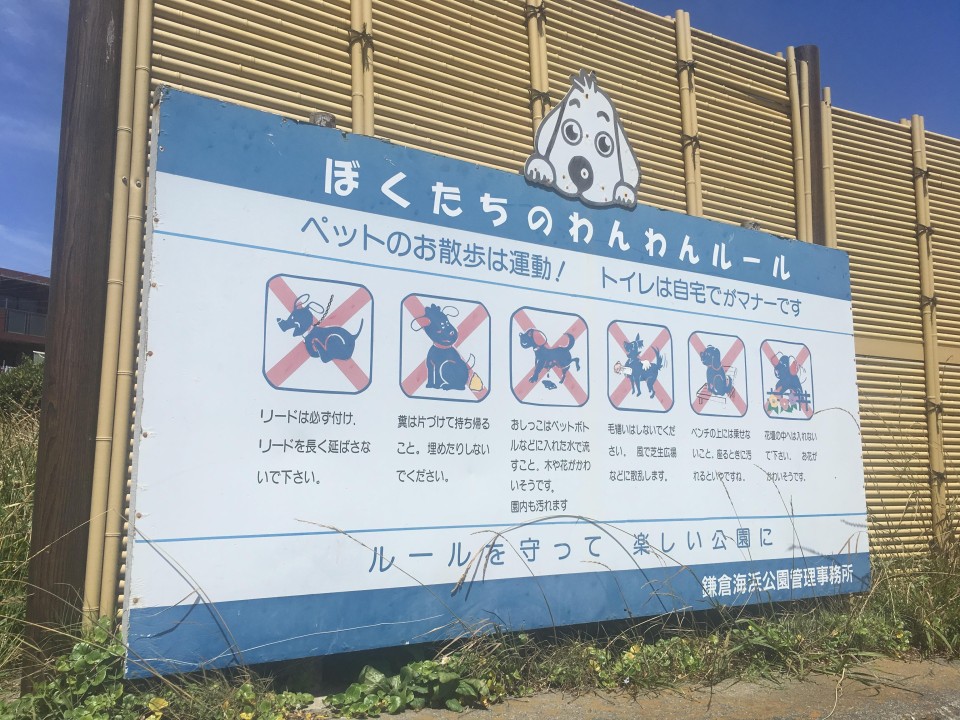 ぼくたちのわんわんルール
ペットのお散歩は運動！ トイレは自宅でがマナーです
リードは必ず付け，
リードを長く延ばさな
いで下さい。
糞は片づけて持ち帰る
こと。埋めたりしない
でください。
おしっこはペットボト
ルなどに入れた水で流
すこと、木や花がかわ
いそうです。
園内も汚れます
毛繕いはしないでくだ
さい。 風で芝生広場
などに散乱します。
ベンチの上には乗せな
いこと、座るときに汚
れるといやですね。
花壇の中へは入れない
で下さい。 お花が
かわいそうです。
ルールを守って 楽しい公園に
鎌倉海浜公園管理事務所